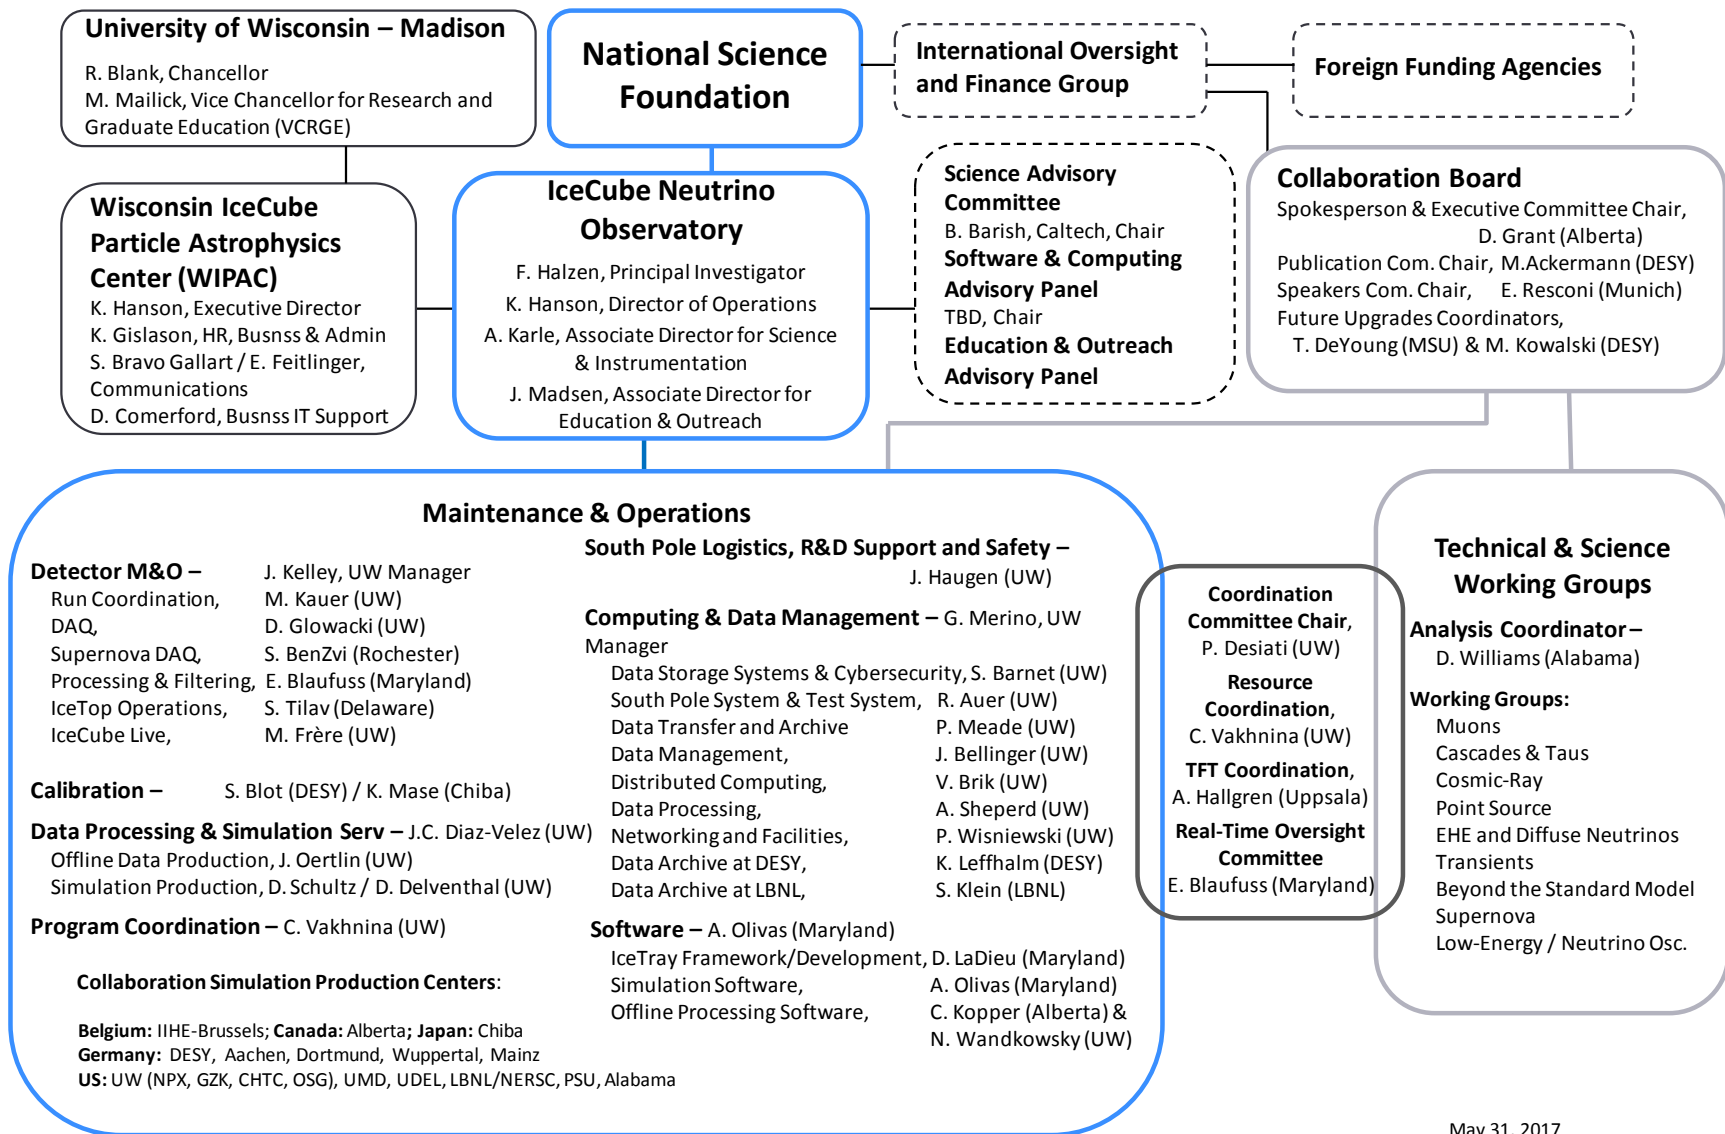 University of Wisconsin – Madison
R. Blank, Chancellor
M. Mailick, Vice Chancellor for Research and
Graduate Education (VCRGE)
National Science
Foundation
International Oversight
and Finance Group
Foreign Funding Agencies
Wisconsin IceCube
Particle Astrophysics
Center (WIPAC)
K. Hanson, Executive Director
K. Gislason, HR, Busnss & Admin
S. Bravo Gallart / E. Feitlinger,
Communications
D. Comerford, Busnss IT Support
IceCube Neutrino
Observatory
F. Halzen, Principal Investigator
K. Hanson, Director of Operations
A. Karle, Associate Director for Science
& Instrumentation
J. Madsen, Associate Director for
Education & Outreach
Science Advisory
Committee
B. Barish, Caltech, Chair
Software & Computing
Advisory Panel
TBD, Chair
Education & Outreach
Advisory Panel
Collaboration Board
Spokesperson & Executive Committee Chair,
D. Grant (Alberta)
Publication Com. Chair, M.Ackermann (DESY)
Speakers Com. Chair, E. Resconi (Munich)
Future Upgrades Coordinators,
T. DeYoung (MSU) & M. Kowalski (DESY)
Maintenance & Operations
Detector M&O – J. Kelley, UW Manager
Run Coordination, M. Kauer (UW)
DAQ, D. Glowacki (UW)
Supernova DAQ, S. BenZvi (Rochester)
Processing & Filtering, E. Blaufuss (Maryland)
IceTop Operations, S. Tilav (Delaware)
IceCube Live, M. Frère (UW)
Calibration – S. Blot (DESY) / K. Mase (Chiba)
Data Processing & Simulation Serv – J.C. Diaz-Velez (UW)
Offline Data Production, J. Oertlin (UW)
Simulation Production, D. Schultz / D. Delventhal (UW)
Program Coordination – C. Vakhnina (UW)
Collaboration Simulation Production Centers:
Belgium: IIHE-Brussels; Canada: Alberta; Japan: Chiba
Germany: DESY, Aachen, Dortmund, Wuppertal, Mainz
US: UW (NPX, GZK, CHTC, OSG), UMD, UDEL, LBNL/NERSC, PSU, Alabama
South Pole Logistics, R&D Support and Safety –
J. Haugen (UW)
Computing & Data Management – G. Merino, UW
Manager
Data Storage Systems & Cybersecurity, S. Barnet (UW)
South Pole System & Test System, R. Auer (UW)
Data Transfer and Archive P. Meade (UW)
Data Management, J. Bellinger (UW)
Distributed Computing, V. Brik (UW)
Data Processing, A. Sheperd (UW)
Networking and Facilities, P. Wisniewski (UW)
Data Archive at DESY, K. Leffhalm (DESY)
Data Archive at LBNL, S. Klein (LBNL)
Software – A. Olivas (Maryland)
IceTray Framework/Development, D. LaDieu (Maryland)
Simulation Software, A. Olivas (Maryland)
Offline Processing Software, C. Kopper (Alberta) &
N. Wandkowsky (UW)
Coordination
Committee Chair,
P. Desiati (UW)
Resource
Coordination,
C. Vakhnina (UW)
TFT Coordination,
A. Hallgren (Uppsala)
Real-Time Oversight
Committee
E. Blaufuss (Maryland)
Technical & Science
Working Groups
Analysis Coordinator –
D. Williams (Alabama)
Working Groups:
Muons
Cascades & Taus
Cosmic-Ray
Point Source
EHE and Diffuse Neutrinos
Transients
Beyond the Standard Model
Supernova
Low-Energy / Neutrino Osc.
May 31, 2017